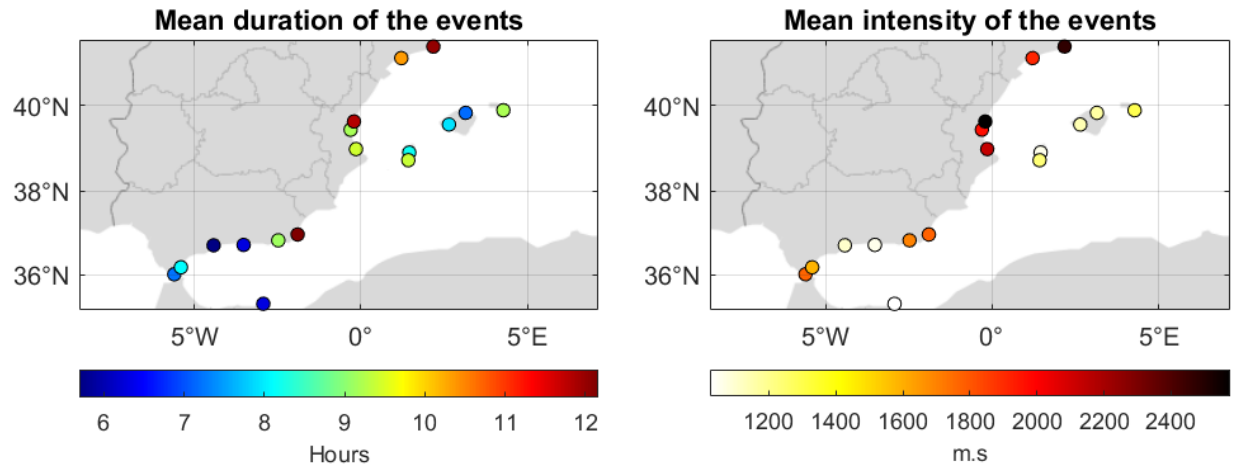 Mean duration of the events
40°N
38°N
36°N
5°W 0° 5°E
6 7 8 9 10 11 12
Hours
Mean intensity of the events
40°N
38°N
36°N
5°W 0° 5°E
1200 1400 1600 1800 2000 2200 2400
m.s